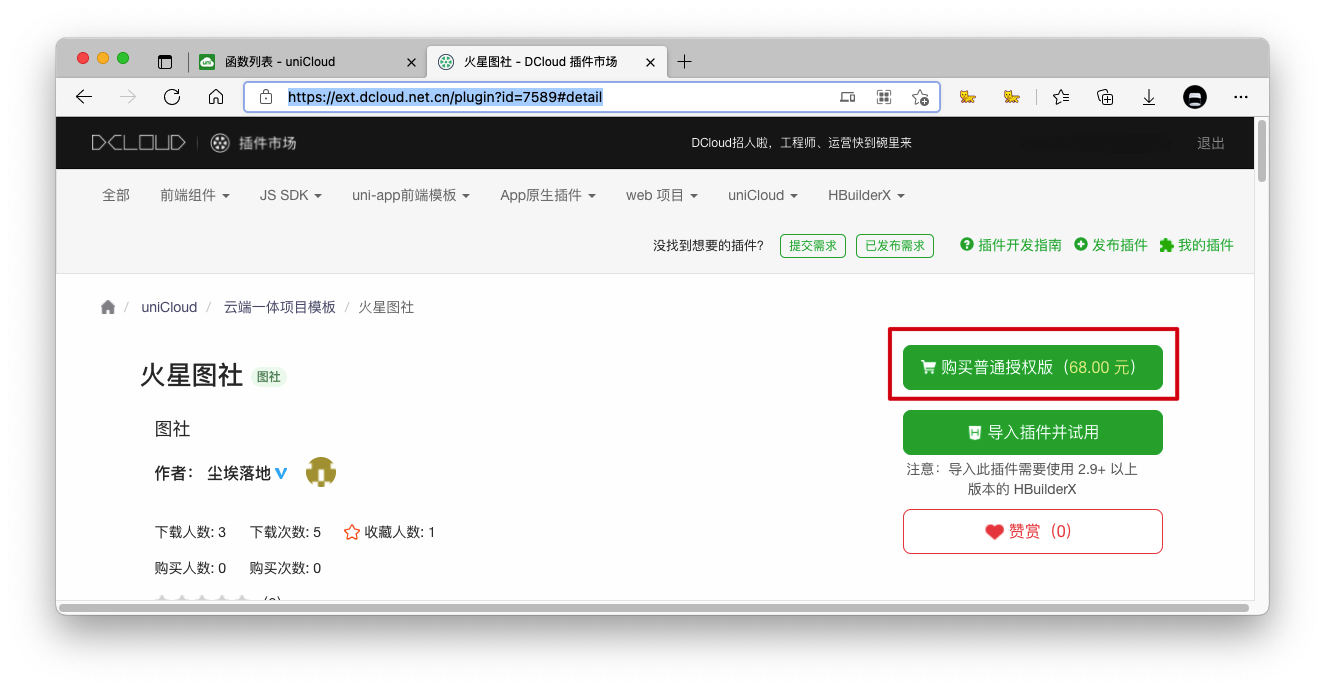 函数列表 - uniCloud
火星图社 - DCloud 插件市场
https://ext.dcloud.net.cn/plugin?id=7589#detail
DCLOUD 插件市场
DCloud招人啦，工程师、运营快到碗里来
退出
全部 前端组件 JS SDK uni-app前端模板 App原生插件 web 项目 uniCloud HBuilderX
没找到想要的插件? 提交需求 已发布需求 插件开发指南 发布插件 我的插件
/ uniCloud / 云端一体项目模板 / 火星图社
火星图社 图社
图社
作者： 尘埃落地
下载人数: 3 下载次数: 5 收藏人数: 1
购买人数: 0 购买次数: 0
购买普通授权版（68.00 元）
导入插件并试用
注意：导入此插件需要使用 2.9+ 以上
版本的 HBuilderX
赞赏（0）